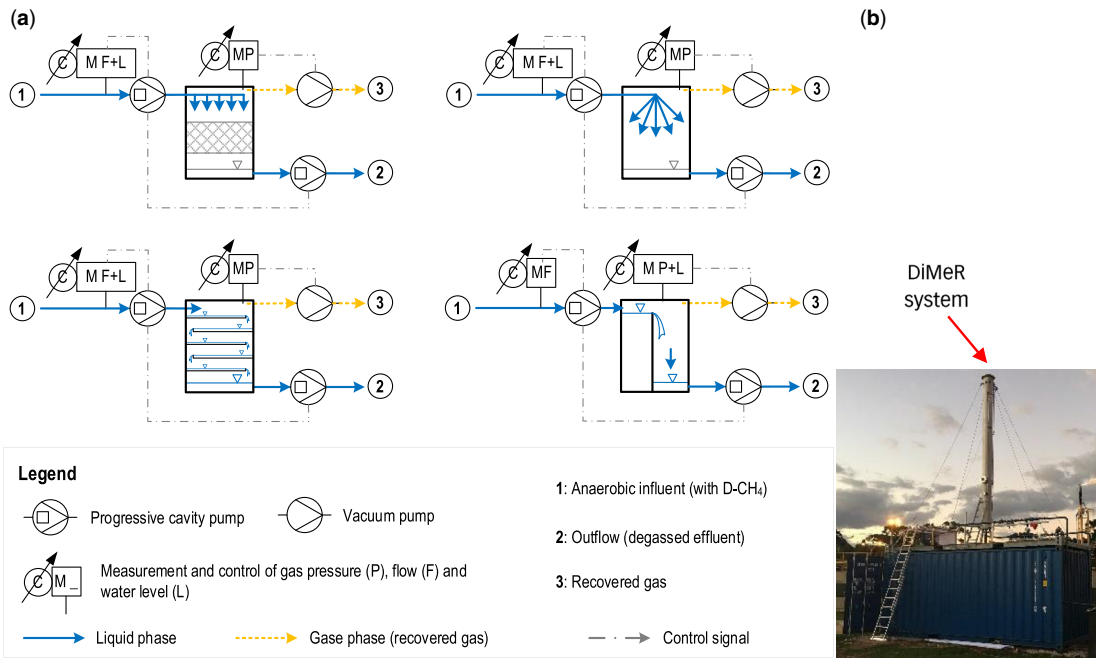 (a)
(b)
C M F+L
C MP
1
3
2
C M F+L
C MP
1
3
2
C M F+L
C MP
1
3
2
C MF
C M P+L
1
3
2
DiMeR
system
Legend
Progressive cavity pump
Vacuum pump
C M _
Measurement and control of gas pressure (P), flow (F) and
water level (L)
Liquid phase
Gase phase (recovered gas)
Control signal
1: Anaerobic influent (with D-CH₄)
2: Outflow (degassed effluent)
3: Recovered gas